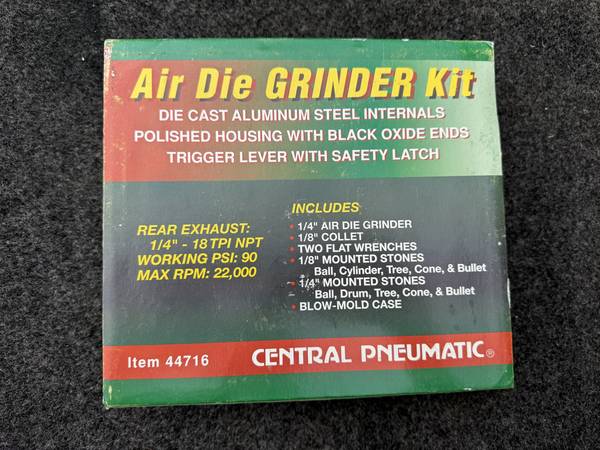 Air Die GRINDER Kit
DIE CAST ALUMINUM STEEL INTERNALS
POLISHED HOUSING WITH BLACK OXIDE ENDS
TRIGGER LEVER WITH SAFETY LATCH
REAR EXHAUST:
1/4" - 18 TPI NPT
WORKING PSI: 90
MAX RPM: 22,000
INCLUDES
• 1/4" AIR DIE GRINDER
• 1/8" COLLET
• TWO FLAT WRENCHES
• 1/8" MOUNTED STONES
Ball, Cylinder, Tree, Cone, & Bullet
• 1/4" MOUNTED STONES
Ball, Drum, Tree, Cone, & Bullet
• BLOW-MOLD CASE
Item 44716
CENTRAL PNEUMATIC®